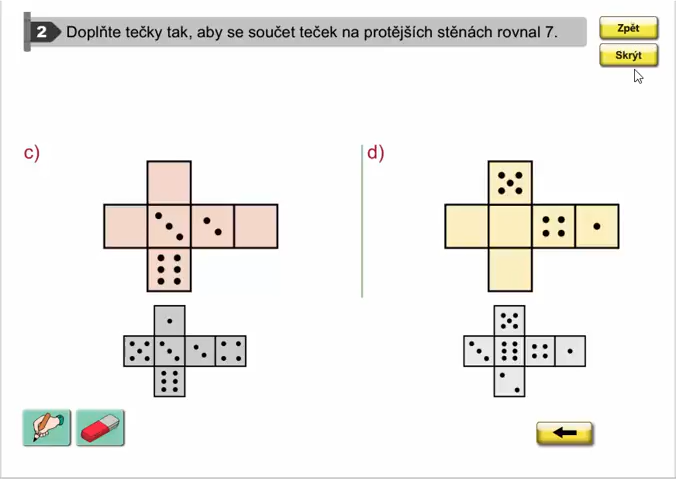 2 Doplňte tečky tak, aby se součet teček na protějších stěnách rovnal 7.
Zpět
Skrýt
c)
d)